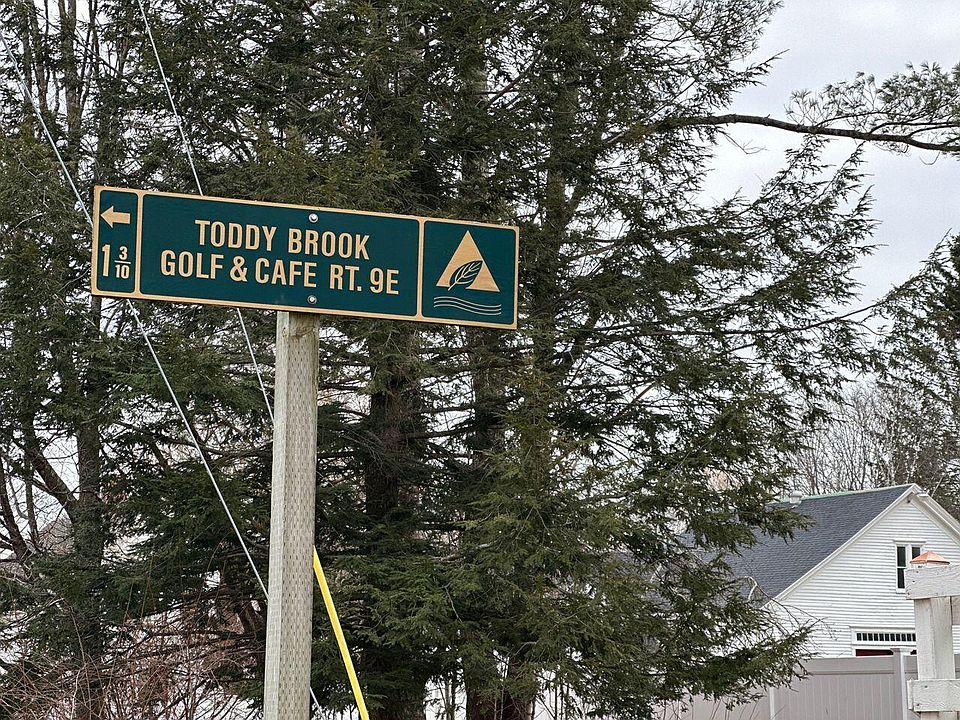 TODDY BROOK
GOLF & CAFE RT. 9E
1 3/10